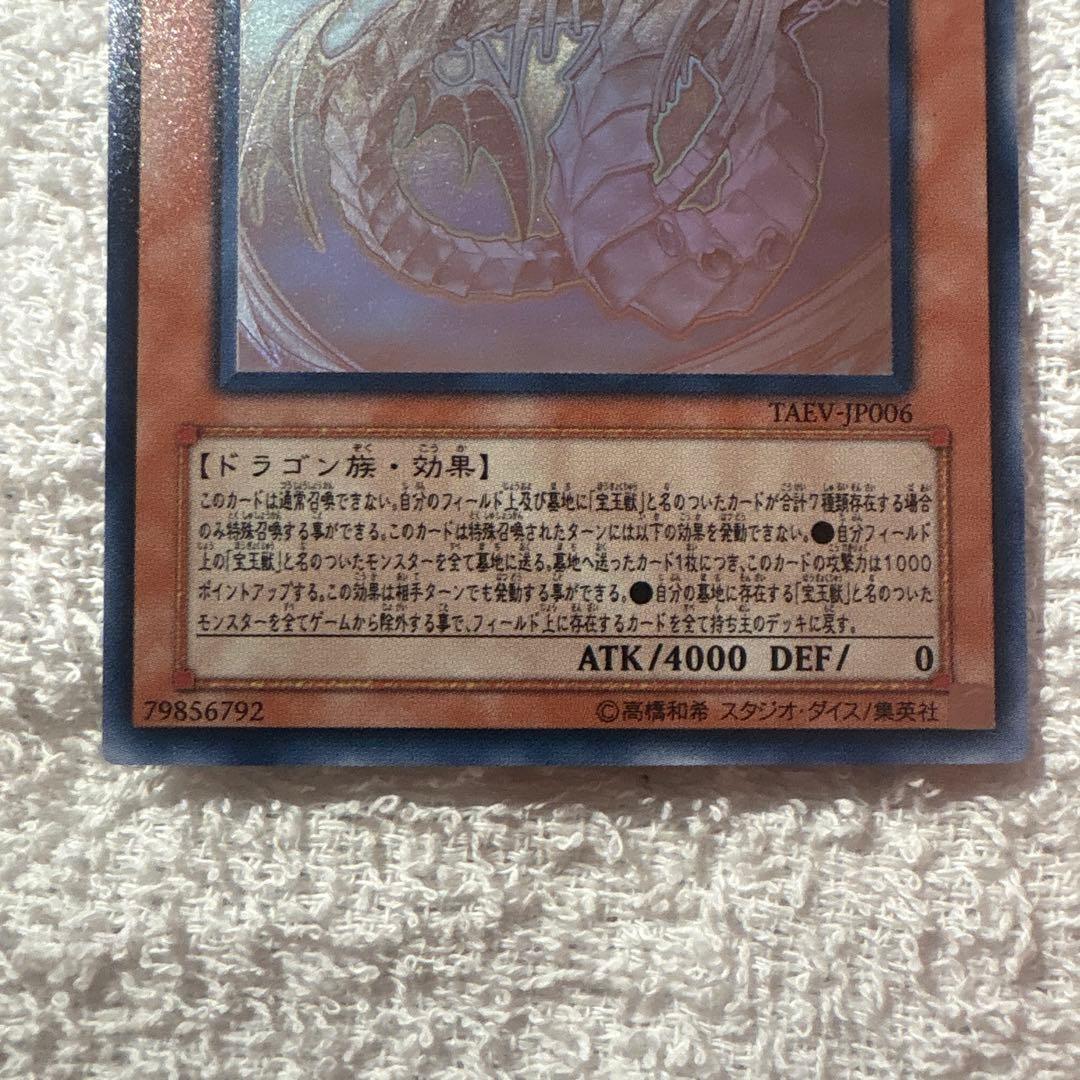 TAEV-JP006
【ドラゴン族・効果】
このカードは通常召喚できない。自分のフィールド上及び墓地に「宝玉獣」と名のついたカードが合計7種類存在する場合
のみ特殊召喚する事ができる。このカードは特殊召喚されたターンには以下の効果を発動できない。●自分フィールド
上の「宝玉獣」と名のついたモンスターを全て墓地に送る。墓地へ送ったカード1枚につき、このカードの攻撃力は1000
ポイントアップする。この効果は相手ターンでも発動する事ができる。●自分の墓地に存在する「宝玉獣」と名のついた
モンスターを全てゲームから除外する事で、フィールド上に存在するカードを全て持ち主のデッキに戻す。
ATK/4000 DEF/ 0
79856792 ©高橋和希 スタジオ・ダイス/集英社